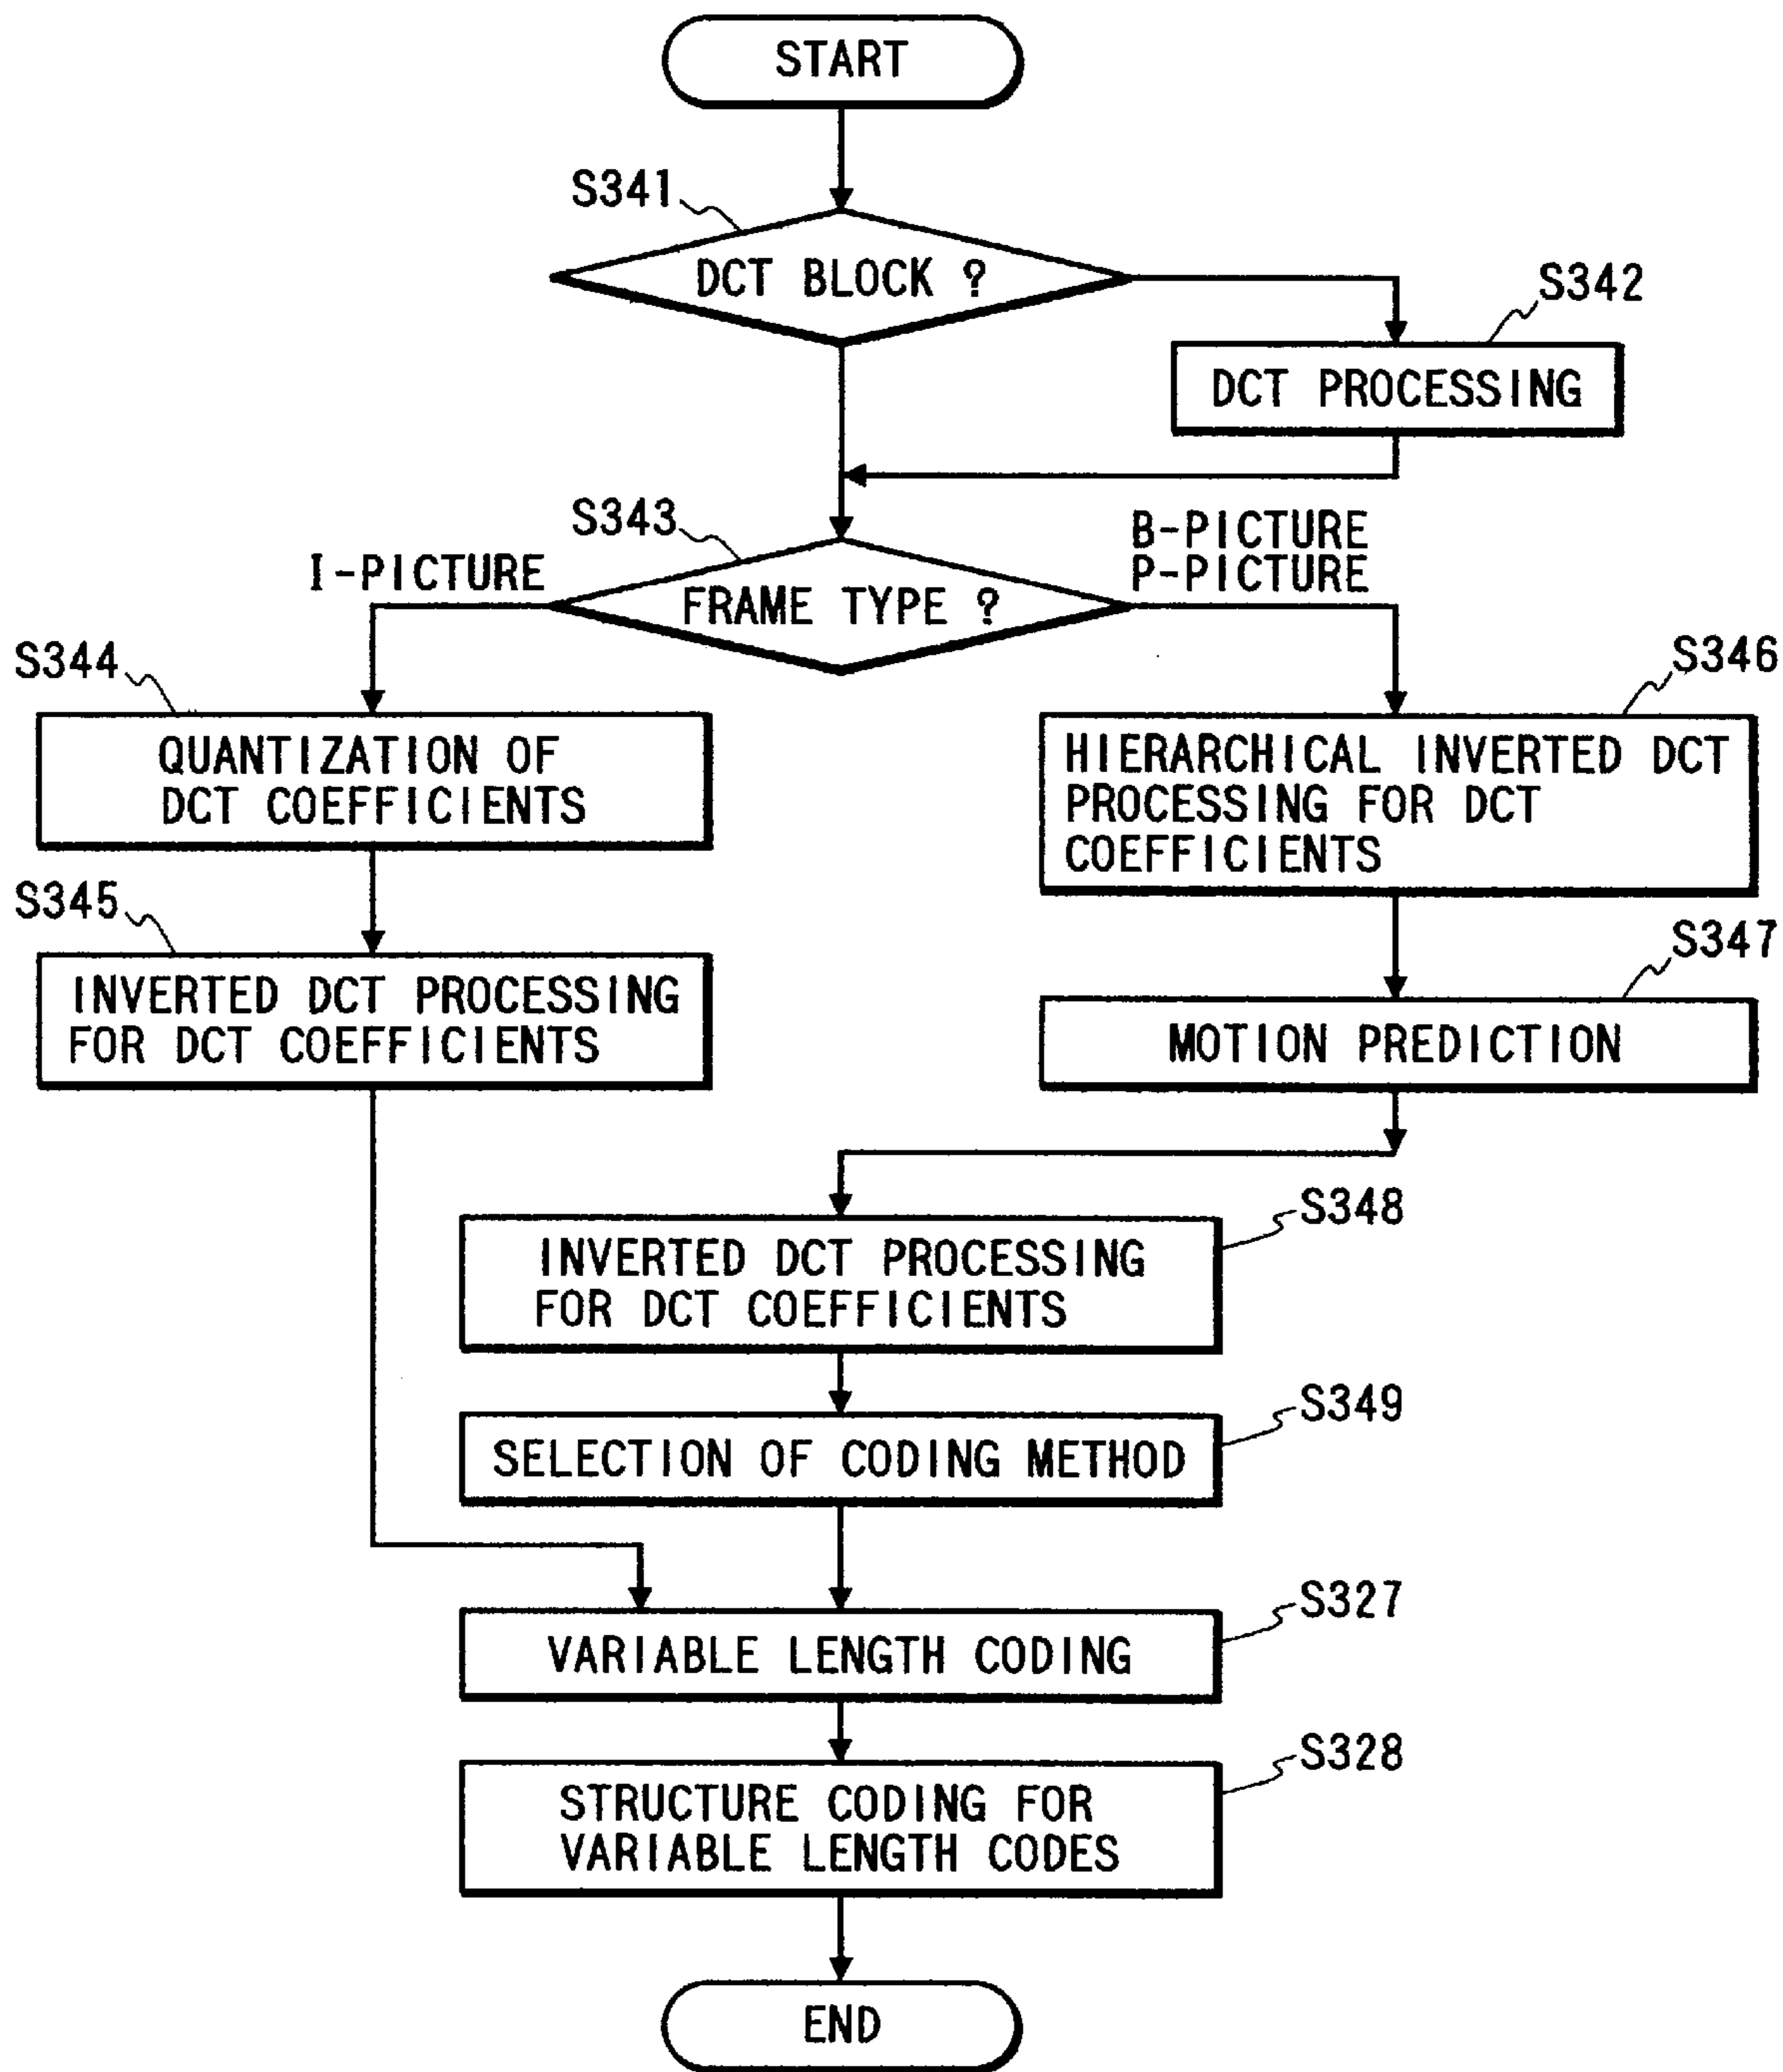 START
S341
DCT BLOCK ?
S342
DCT PROCESSING
S343
I-PICTURE
B-PICTURE
P-PICTURE
FRAME TYPE ?
S344
S346
QUANTIZATION OF
DCT COEFFICIENTS
HIERARCHICAL INVERTED DCT
PROCESSING FOR DCT
COEFFICIENTS
S345
S347
INVERTED DCT PROCESSING
FOR DCT COEFFICIENTS
MOTION PREDICTION
S348
INVERTED DCT PROCESSING
FOR DCT COEFFICIENTS
S349
SELECTION OF CODING METHOD
S327
VARIABLE LENGTH CODING
S328
STRUCTURE CODING FOR
VARIABLE LENGTH CODES
END